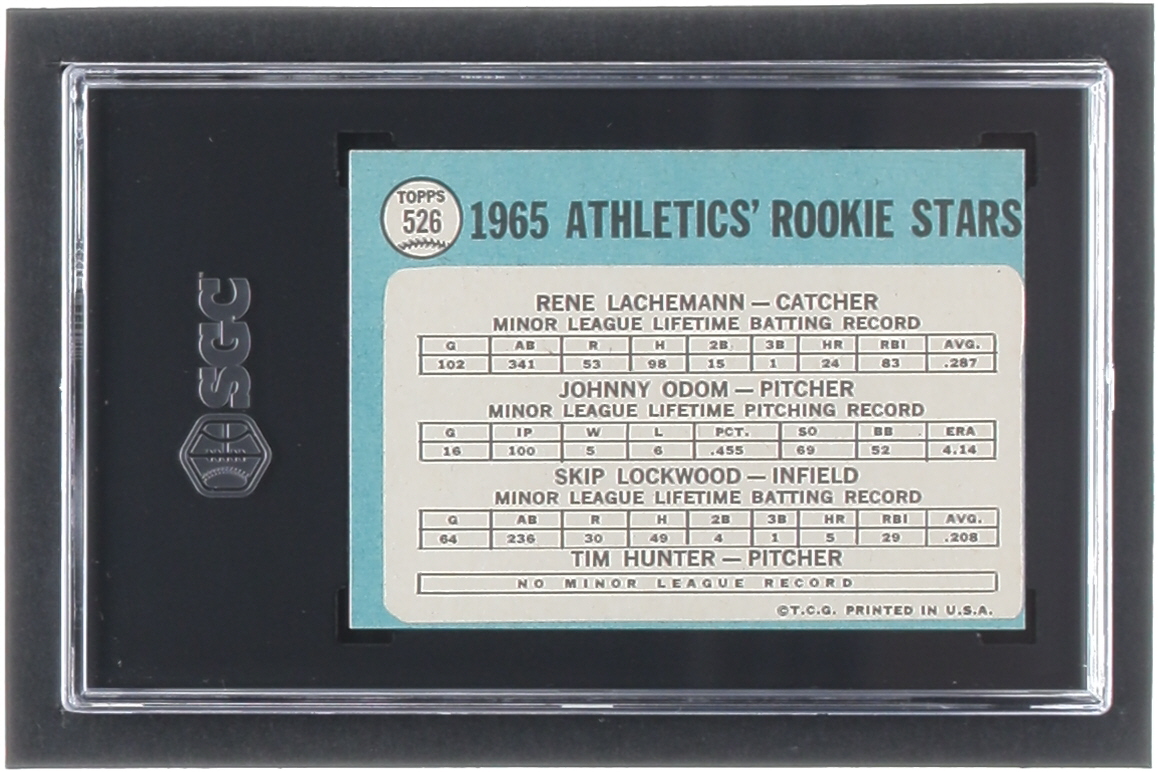 SGC
TOPPS
526
1965 ATHLETICS' ROOKIE STARS
RENE LACHEMANN — CATCHER
MINOR LEAGUE LIFETIME BATTING RECORD
G AB R H 2B 3B HR RBI AVG.
102 341 53 98 15 1 24 83 .287
JOHNNY ODOM — PITCHER
MINOR LEAGUE LIFETIME PITCHING RECORD
G IP W L PCT. SO BB ERA
16 100 5 6 .455 69 52 4.14
SKIP LOCKWOOD — INFIELD
MINOR LEAGUE LIFETIME BATTING RECORD
G AB R H 2B 3B HR RBI AVG.
64 236 30 49 4 1 5 29 .208
TIM HUNTER — PITCHER
NO MINOR LEAGUE RECORD
©T.C.G. PRINTED IN U.S.A.